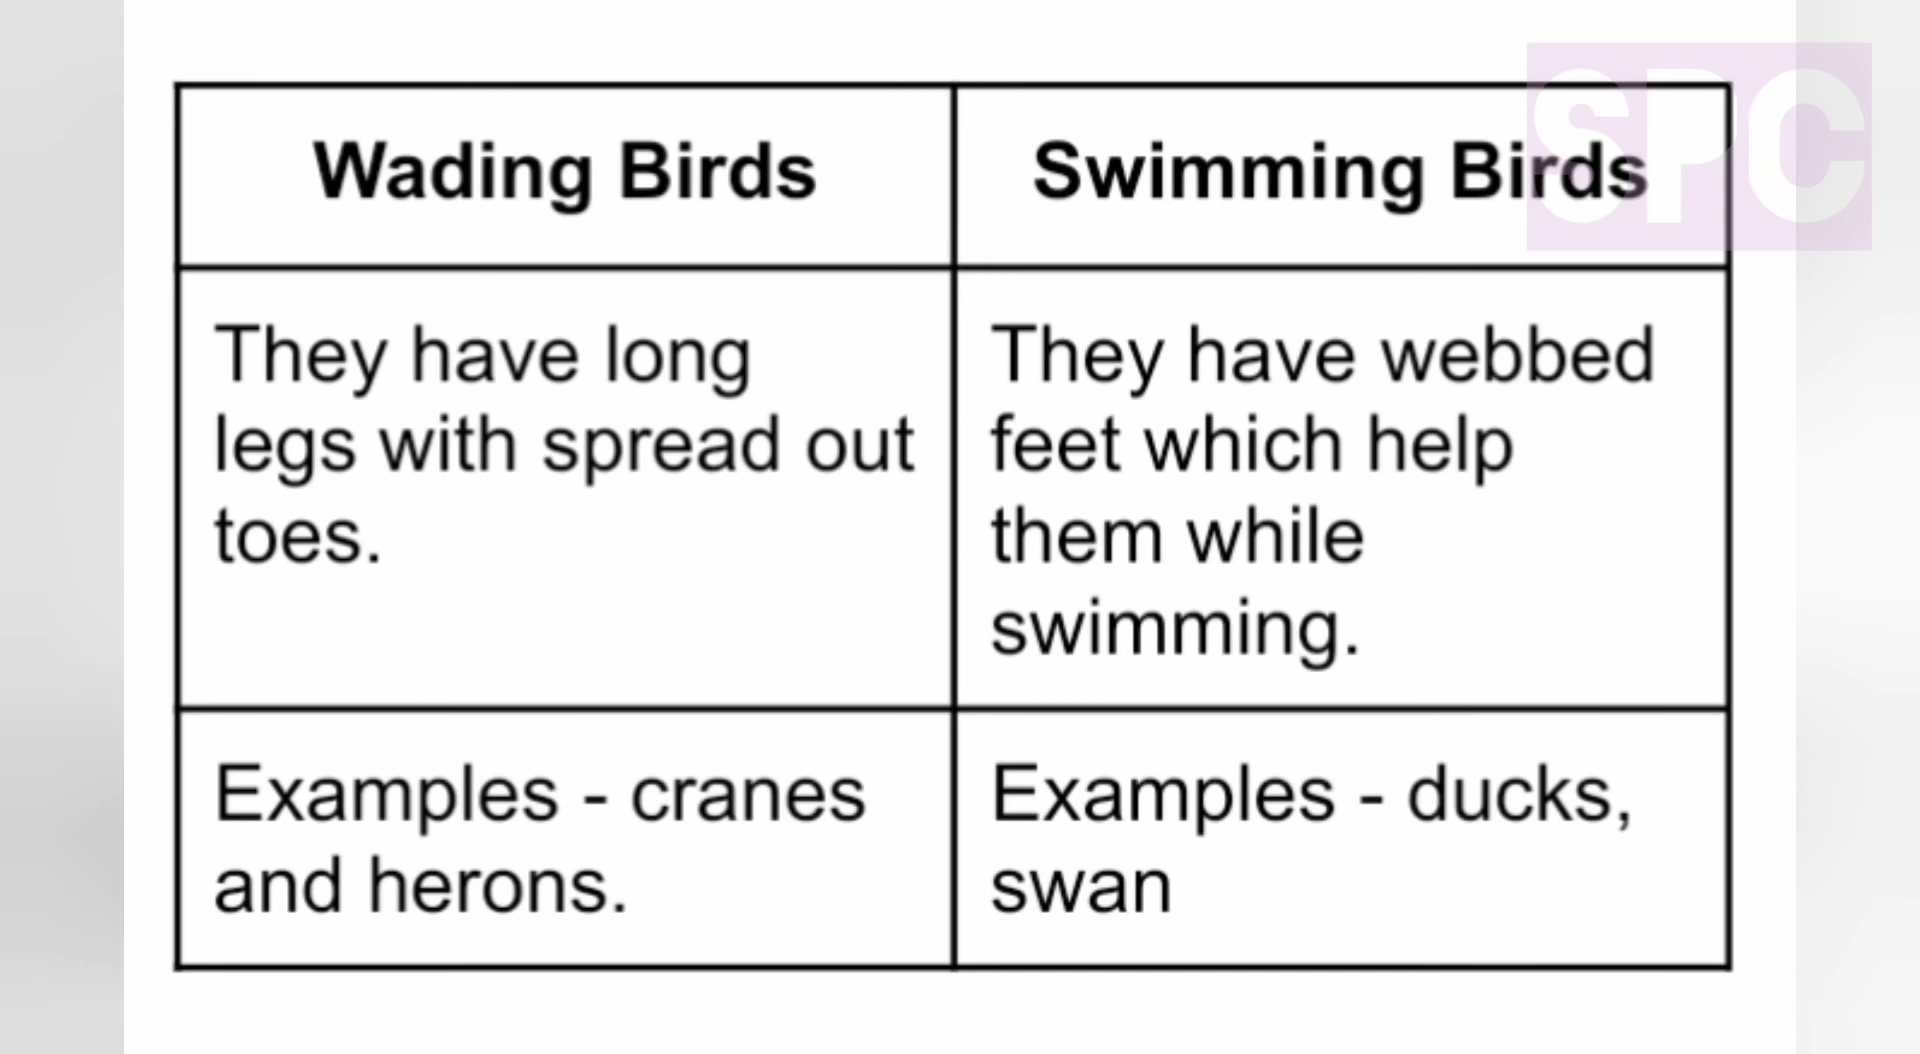 Wading Birds
Swimming Birds
SPC
They have long
legs with spread out
toes.
They have webbed
feet which help
them while
swimming.
Examples - cranes
and herons.
Examples - ducks,
swan